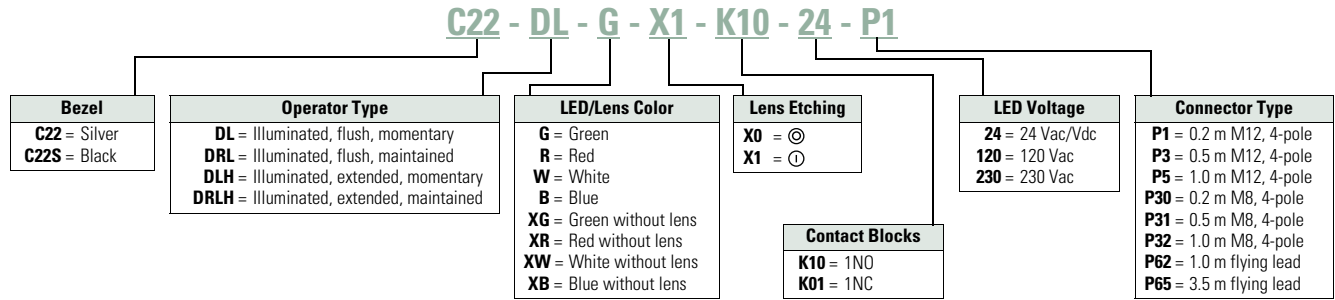 C22 - DL - G - X1 - K10 - 24 - P1
Bezel
C22 = Silver
C22S = Black
Operator Type
DL = Illuminated, flush, momentary
DRL = Illuminated, flush, maintained
DLH = Illuminated, extended, momentary
DRLH = Illuminated, extended, maintained
LED/Lens Color
G = Green
R = Red
W = White
B = Blue
XG = Green without lens
XR = Red without lens
XW = White without lens
XB = Blue without lens
Lens Etching
X0 = ⌾
X1 = ⏼
Contact Blocks
K10 = 1NO
K01 = 1NC
LED Voltage
24 = 24 Vac/Vdc
120 = 120 Vac
230 = 230 Vac
Connector Type
P1 = 0.2 m M12, 4-pole
P3 = 0.5 m M12, 4-pole
P5 = 1.0 m M12, 4-pole
P30 = 0.2 m M8, 4-pole
P31 = 0.5 m M8, 4-pole
P32 = 1.0 m M8, 4-pole
P62 = 1.0 m flying lead
P65 = 3.5 m flying lead